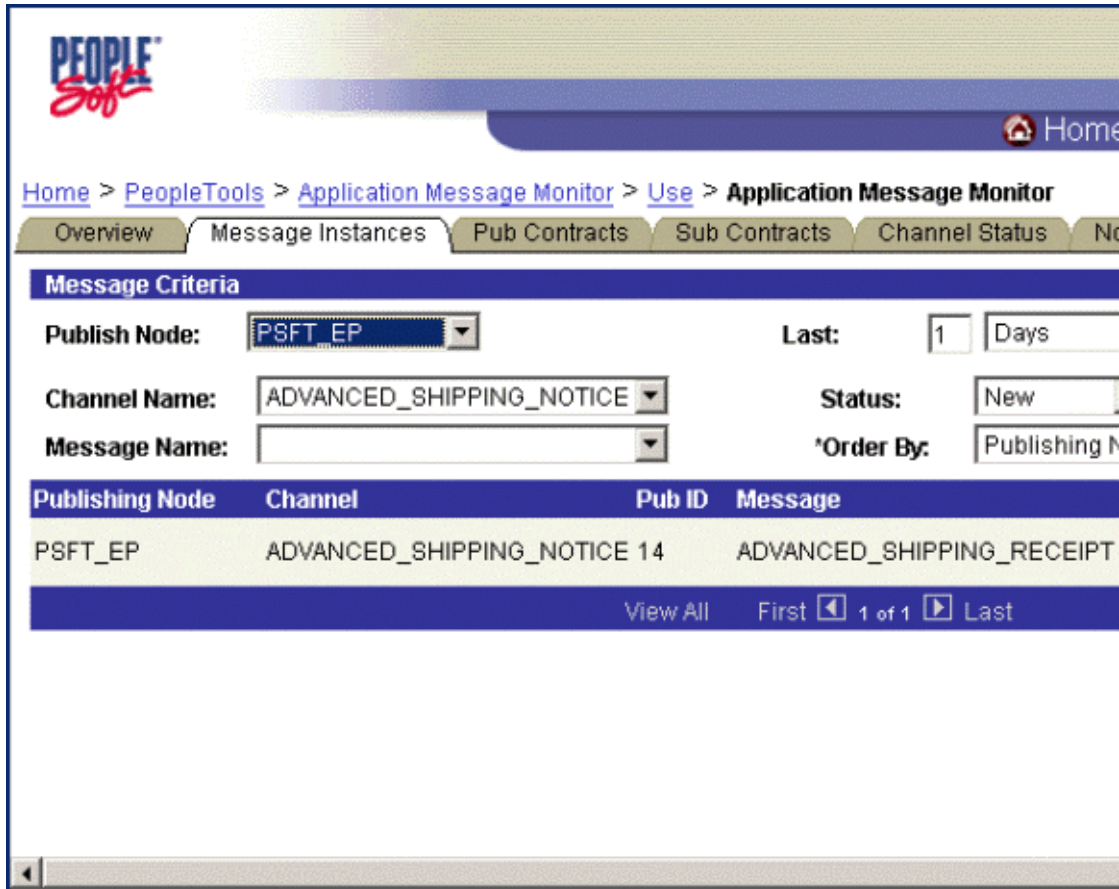 PEOPLE
Soft
Home
Home > PeopleTools > Application Message Monitor > Use > Application Message Monitor
Overview Message Instances Pub Contracts Sub Contracts Channel Status No
Message Criteria
Publish Node: PSFT_EP Last: 1 Days
Channel Name: ADVANCED_SHIPPING_NOTICE Status: New
Message Name: *Order By: Publishing N
Publishing Node Channel Pub ID Message
PSFT_EP ADVANCED_SHIPPING_NOTICE 14 ADVANCED_SHIPPING_RECEIPT
View All First 1 of 1 Last